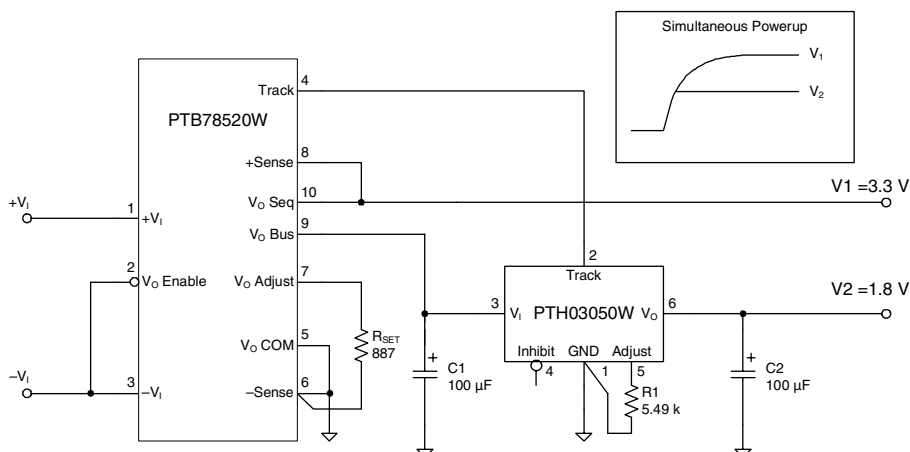 Simultaneous Powerup
V1
V2
4
Track
PTB78520W
8
+Sense
10
VO Seq
V1 =3.3 V
+VI
1
+VI
9
VO Bus
2
VO Enable
7
VO Adjust
RSET
887
2
Track
3
VI
PTH03050W
VO
6
V2=1.8 V
5
VO COM
Inhibit
GND
Adjust
4
1
5
C1
100 µF
+
R1
5.49 k
+
C2
100 µF
−VI
3
−VI
6
−Sense